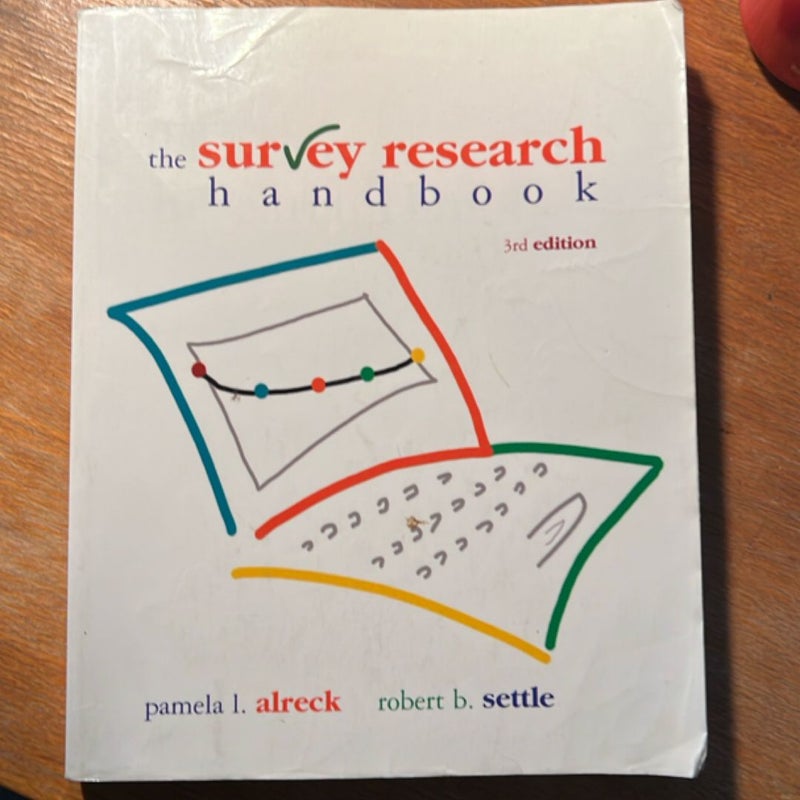 the survey research
handbook
3rd edition
pamela l. alreck robert b. settle